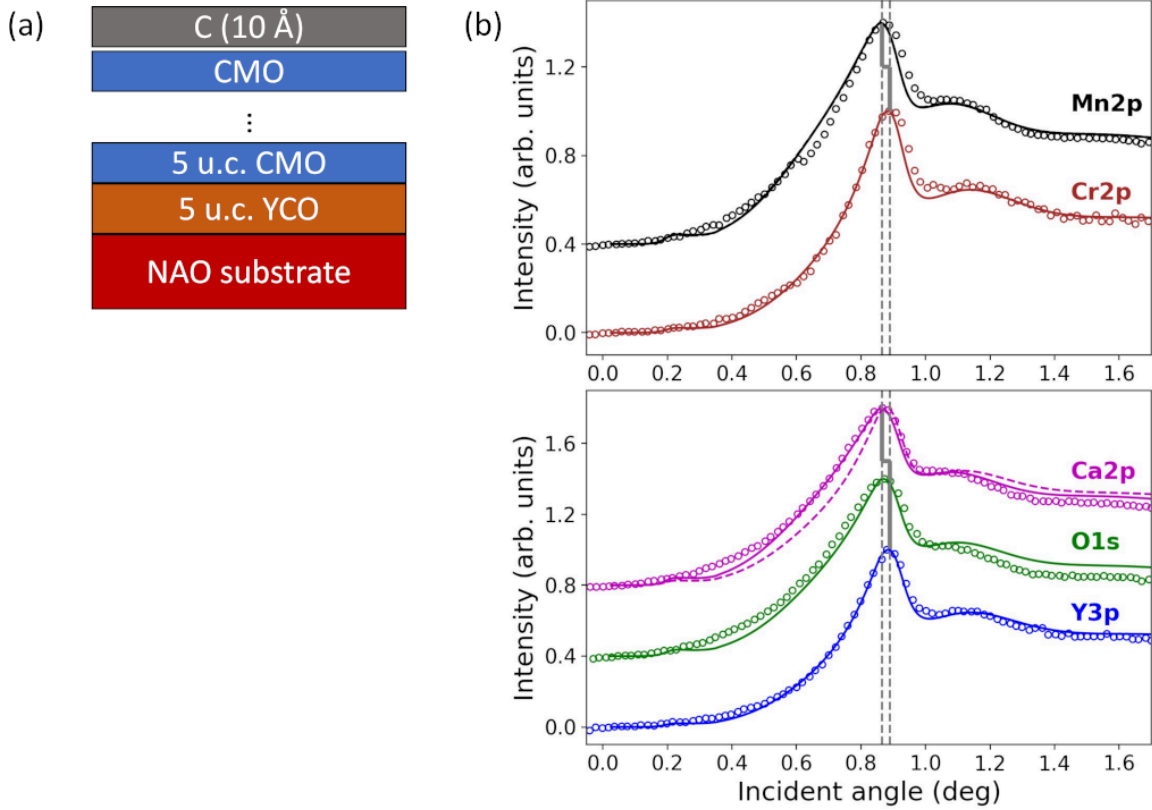 (a)
C (10 Å)
CMO
...
5 u.c. CMO
5 u.c. YCO
NAO substrate
(b)
Intensity (arb. units)
1.2
0.8
0.4
0.0
Mn2p
Cr2p
0.0 0.2 0.4 0.6 0.8 1.0 1.2 1.4 1.6
Intensity (arb. units)
1.6
1.2
0.8
0.4
0.0
Ca2p
O1s
Y3p
0.0 0.2 0.4 0.6 0.8 1.0 1.2 1.4 1.6
Incident angle (deg)